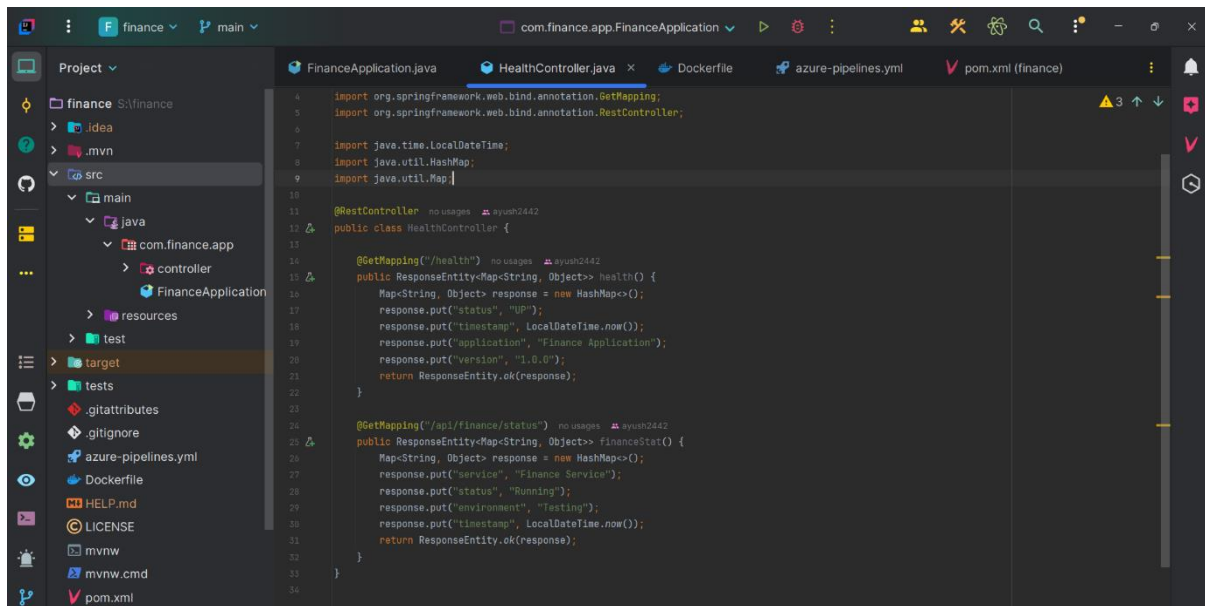 F finance main com.finance.app.FinanceApplication
Project
FinanceApplication.java HealthController.java Dockerfile azure-pipelines.yml pom.xml (finance)
finance S:\finance
.idea
.mvn
src
main
java
com.finance.app
controller
FinanceApplication
resources
test
target
tests
.gitattributes
.gitignore
azure-pipelines.yml
Dockerfile
HELP.md
LICENSE
mvnw
mvnw.cmd
pom.xml
3
4 import org.springframework.web.bind.annotation.GetMapping;
5 import org.springframework.web.bind.annotation.RestController;
6
7 import java.time.LocalDateTime;
8 import java.util.HashMap;
9 import java.util.Map;
10
11 @RestController no usages ayush2442
12 public class HealthController {
13
14 @GetMapping("/health") no usages ayush2442
15 public ResponseEntity<Map<String, Object>> health() {
16 Map<String, Object> response = new HashMap<>();
17 response.put("status", "UP");
18 response.put("timestamp", LocalDateTime.now());
19 response.put("application", "Finance Application");
20 response.put("version", "1.0.0");
21 return ResponseEntity.ok(response);
22 }
23
24 @GetMapping("/api/finance/status") no usages ayush2442
25 public ResponseEntity<Map<String, Object>> financeStat() {
26 Map<String, Object> response = new HashMap<>();
27 response.put("service", "Finance Service");
28 response.put("status", "Running");
29 response.put("environment", "Testing");
30 response.put("timestamp", LocalDateTime.now());
31 return ResponseEntity.ok(response);
32 }
33 }
34